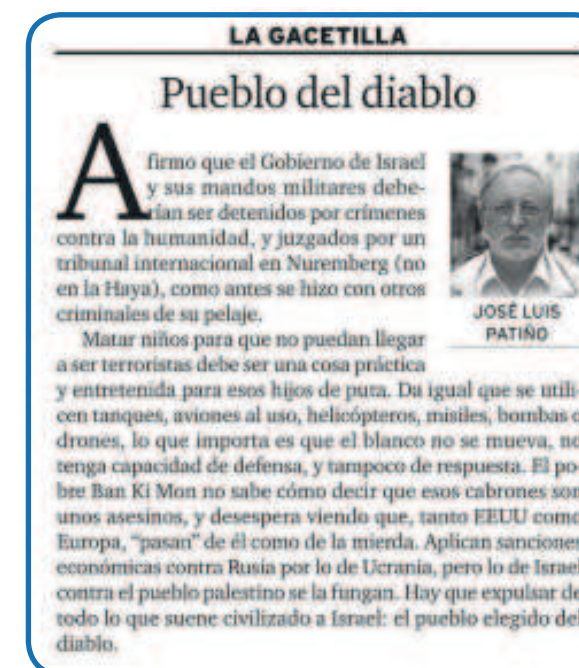 LA GACETILLA
Pueblo del diablo
Afirmo que el Gobierno de Israel
y sus mandos militares debe-
rían ser detenidos por crímenes
contra la humanidad, y juzgados por un
tribunal internacional en Nuremberg (no
en la Haya), como antes se hizo con otros
criminales de su pelaje.
JOSÉ LUIS
PATIÑO
Matar niños para que no puedan llegar
a ser terroristas debe ser una cosa práctica
y entretenida para esos hijos de puta. Da igual que se utili-
cen tanques, aviones al uso, helicópteros, misiles, bombas o
drones, lo que importa es que el blanco no se mueva, no
tenga capacidad de defensa, y tampoco de respuesta. El po-
bre Ban Ki Mon no sabe cómo decir que esos cabrones son
unos asesinos, y desespera viendo que, tanto EEUU como
Europa, “pasan” de él como de la mierda. Aplican sanciones
económicas contra Rusia por lo de Ucrania, pero lo de Israel
contra el pueblo palestino se la fungan. Hay que expulsar de
todo lo que suene civilizado a Israel: el pueblo elegido del
diablo.